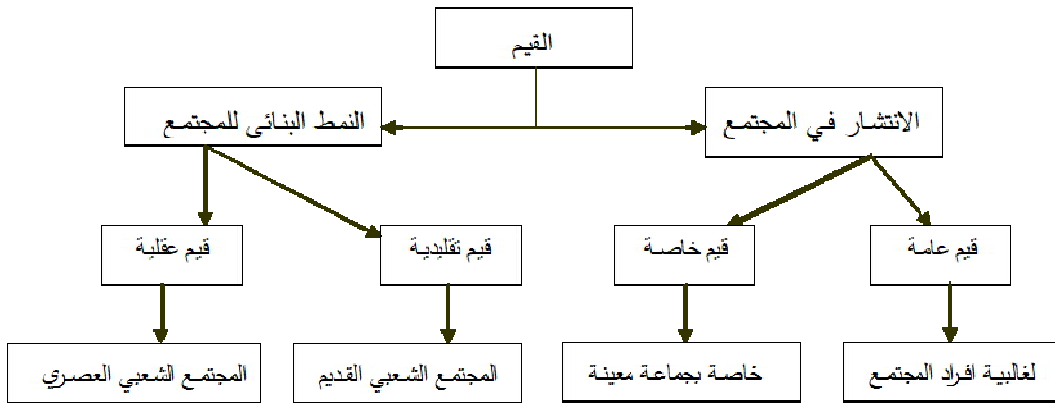 القيم
الانتشار في المجتمع
النمط البنائى للمجتمع
قيم عامة
قيم خاصة
قيم تقليدية
قيم عقلية
لغالبية افراد المجتمع
خاصة بجماعة معينة
المجتمع الشعبي القديم
المجتمع الشعبي العصري